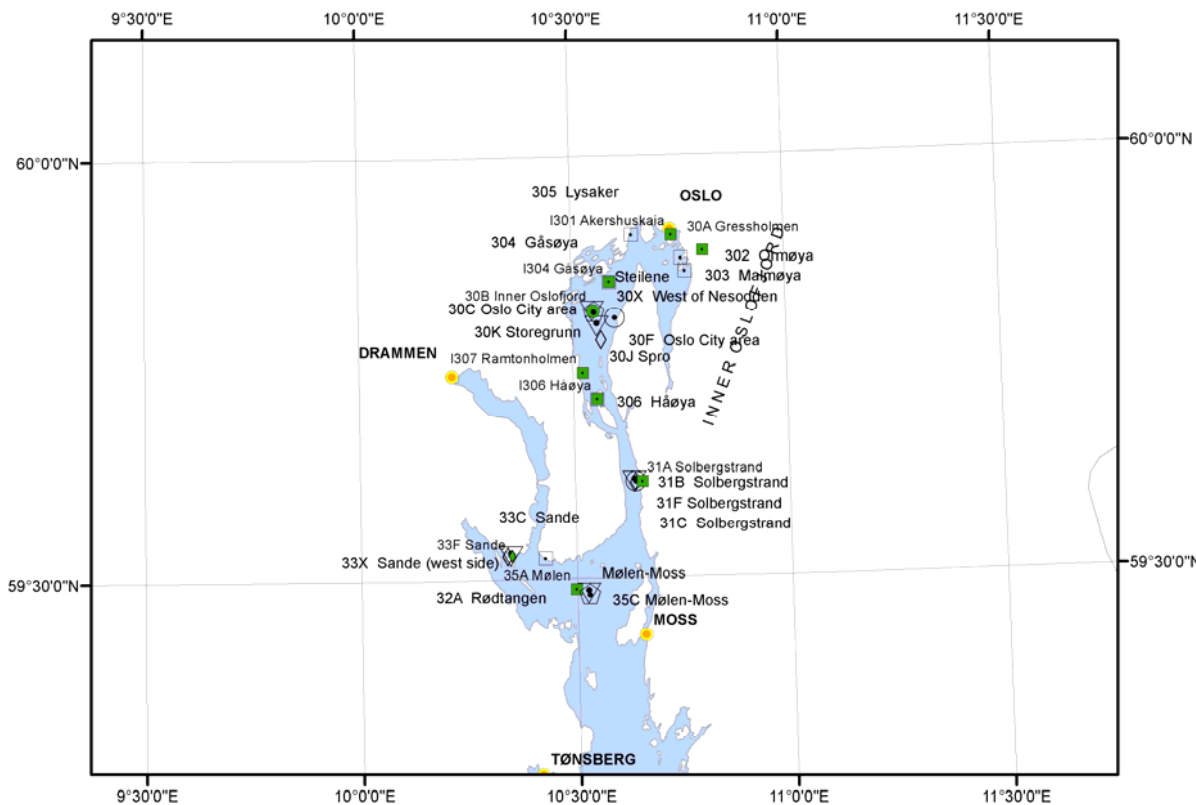 9°30'0"E 10°00'0"E 10°30'0"E 11°00'0"E 11°30'0"E
60°0'0"N
60°0'0"N
305 Lysaker
OSLO
I301 Akershuskaia
30A Gressholmen
304 Gåsøya
302 Ormøya
I304 Gåsøya
Steilene
303 Malmøya
30B Inner Oslofjord
30X West of Nesodden
30C Oslo City area
30K Storegrunn
30F Oslo City area
INNER OSLOFJORD
DRAMMEN
I307 Ramtonholmen
30J Spro
I306 Håøya
306 Håøya
31A Solbergstrand
31B Solbergstrand
31F Solbergstrand
33C Sande
31C Solbergstrand
33F Sande
33X Sande (west side)
35A Mølen
Mølen-Moss
59°30'0"N
59°30'0"N
32A Rødtangen
35C Mølen-Moss
MOSS
TØNSBERG
9°30'0"E 10°00'0"E 10°30'0"E 11°00'0"E 11°30'0"E